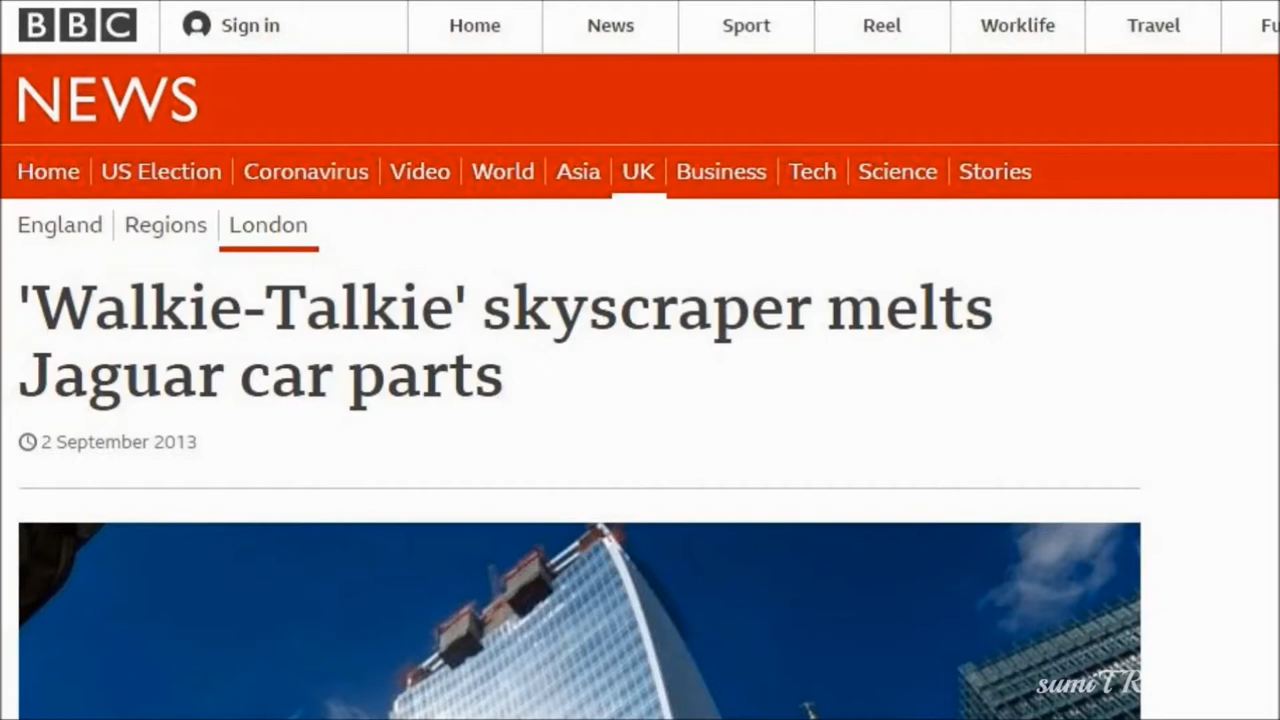 BBC Sign in Home News Sport Reel Worklife Travel
NEWS
Home US Election Coronavirus Video World Asia UK Business Tech Science Stories
England Regions London
'Walkie-Talkie' skyscraper melts
Jaguar car parts
2 September 2013